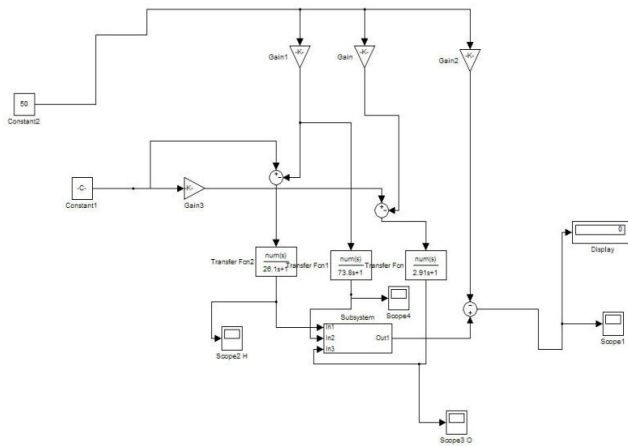 -K-
-K-
-K-
Gain1
Gain
Gain2
50
Constant2
-C-
Constant1
-K-
Gain3
+-
+-
num(s)
26.1s+1
Transfer Fcn2
num(s)
73.8s+1
Transfer Fcn1
num(s)
2.91s+1
Transfer Fcn
0
Display
Scope4
Subsystem
In1
In2
In3
Out1
-
+
Scope2 H
Scope1
Scope3 O